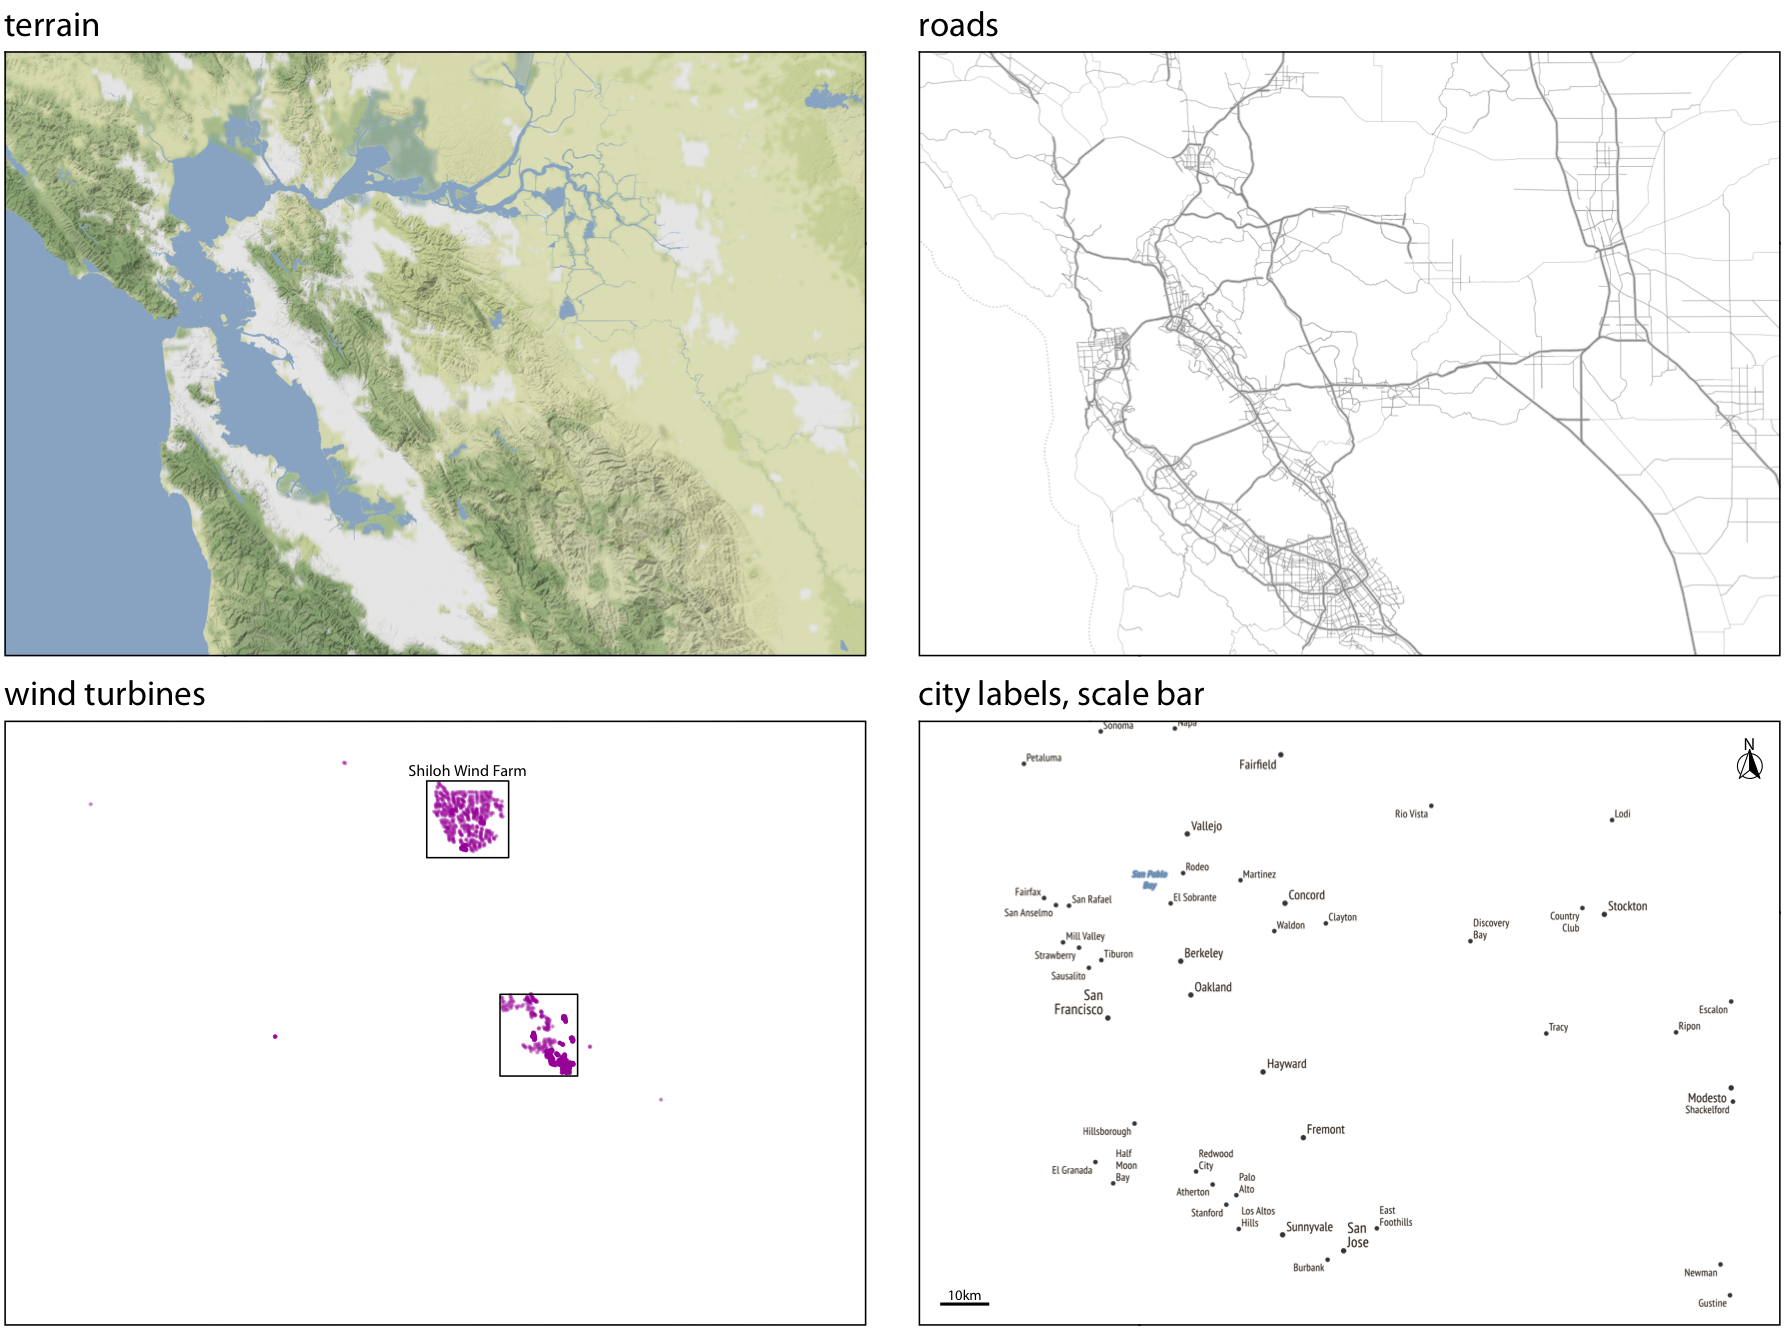 terrain
roads
wind turbines
Shiloh Wind Farm
city labels, scale bar
Sonoma
Napa
N
Petaluma
Fairfield
Rio Vista
Lodi
Vallejo
San Pablo
Bay
Rodeo
Martinez
Fairfax
San Rafael
San Anselmo
El Sobrante
Concord
Waldon
Clayton
Discovery
Bay
Country
Club
Stockton
Mill Valley
Strawberry
Tiburon
Sausalito
Berkeley
Oakland
San
Francisco
Escalon
Tracy
Ripon
Hayward
Modesto
Shackelford
Hillsborough
Fremont
El Granada
Half
Moon
Bay
Redwood
City
Atherton
Palo
Alto
Stanford
Los Altos
Hills
Sunnyvale
San
Jose
East
Foothills
Burbank
Newman
Gustine
10km